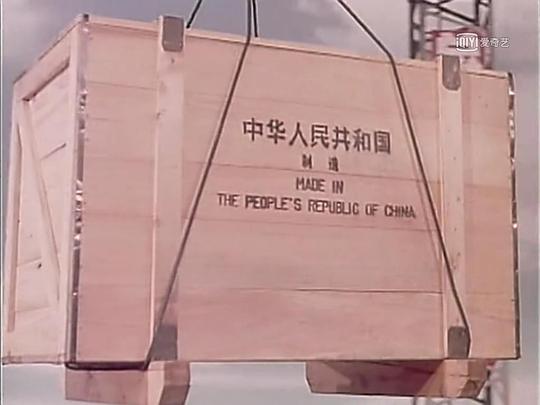 iQIYI 爱奇艺
中华人民共和国
制 造
MADE IN
THE PEOPLE'S REPUBLIC OF CHINA